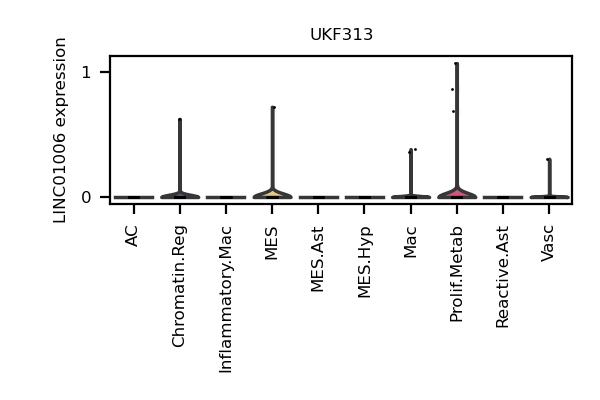 UKF313
LINC01006 expression
1
0
AC
Chromatin.Reg
Inflammatory.Mac
MES
MES.Ast
MES.Hyp
Mac
Prolif.Metab
Reactive.Ast
Vasc